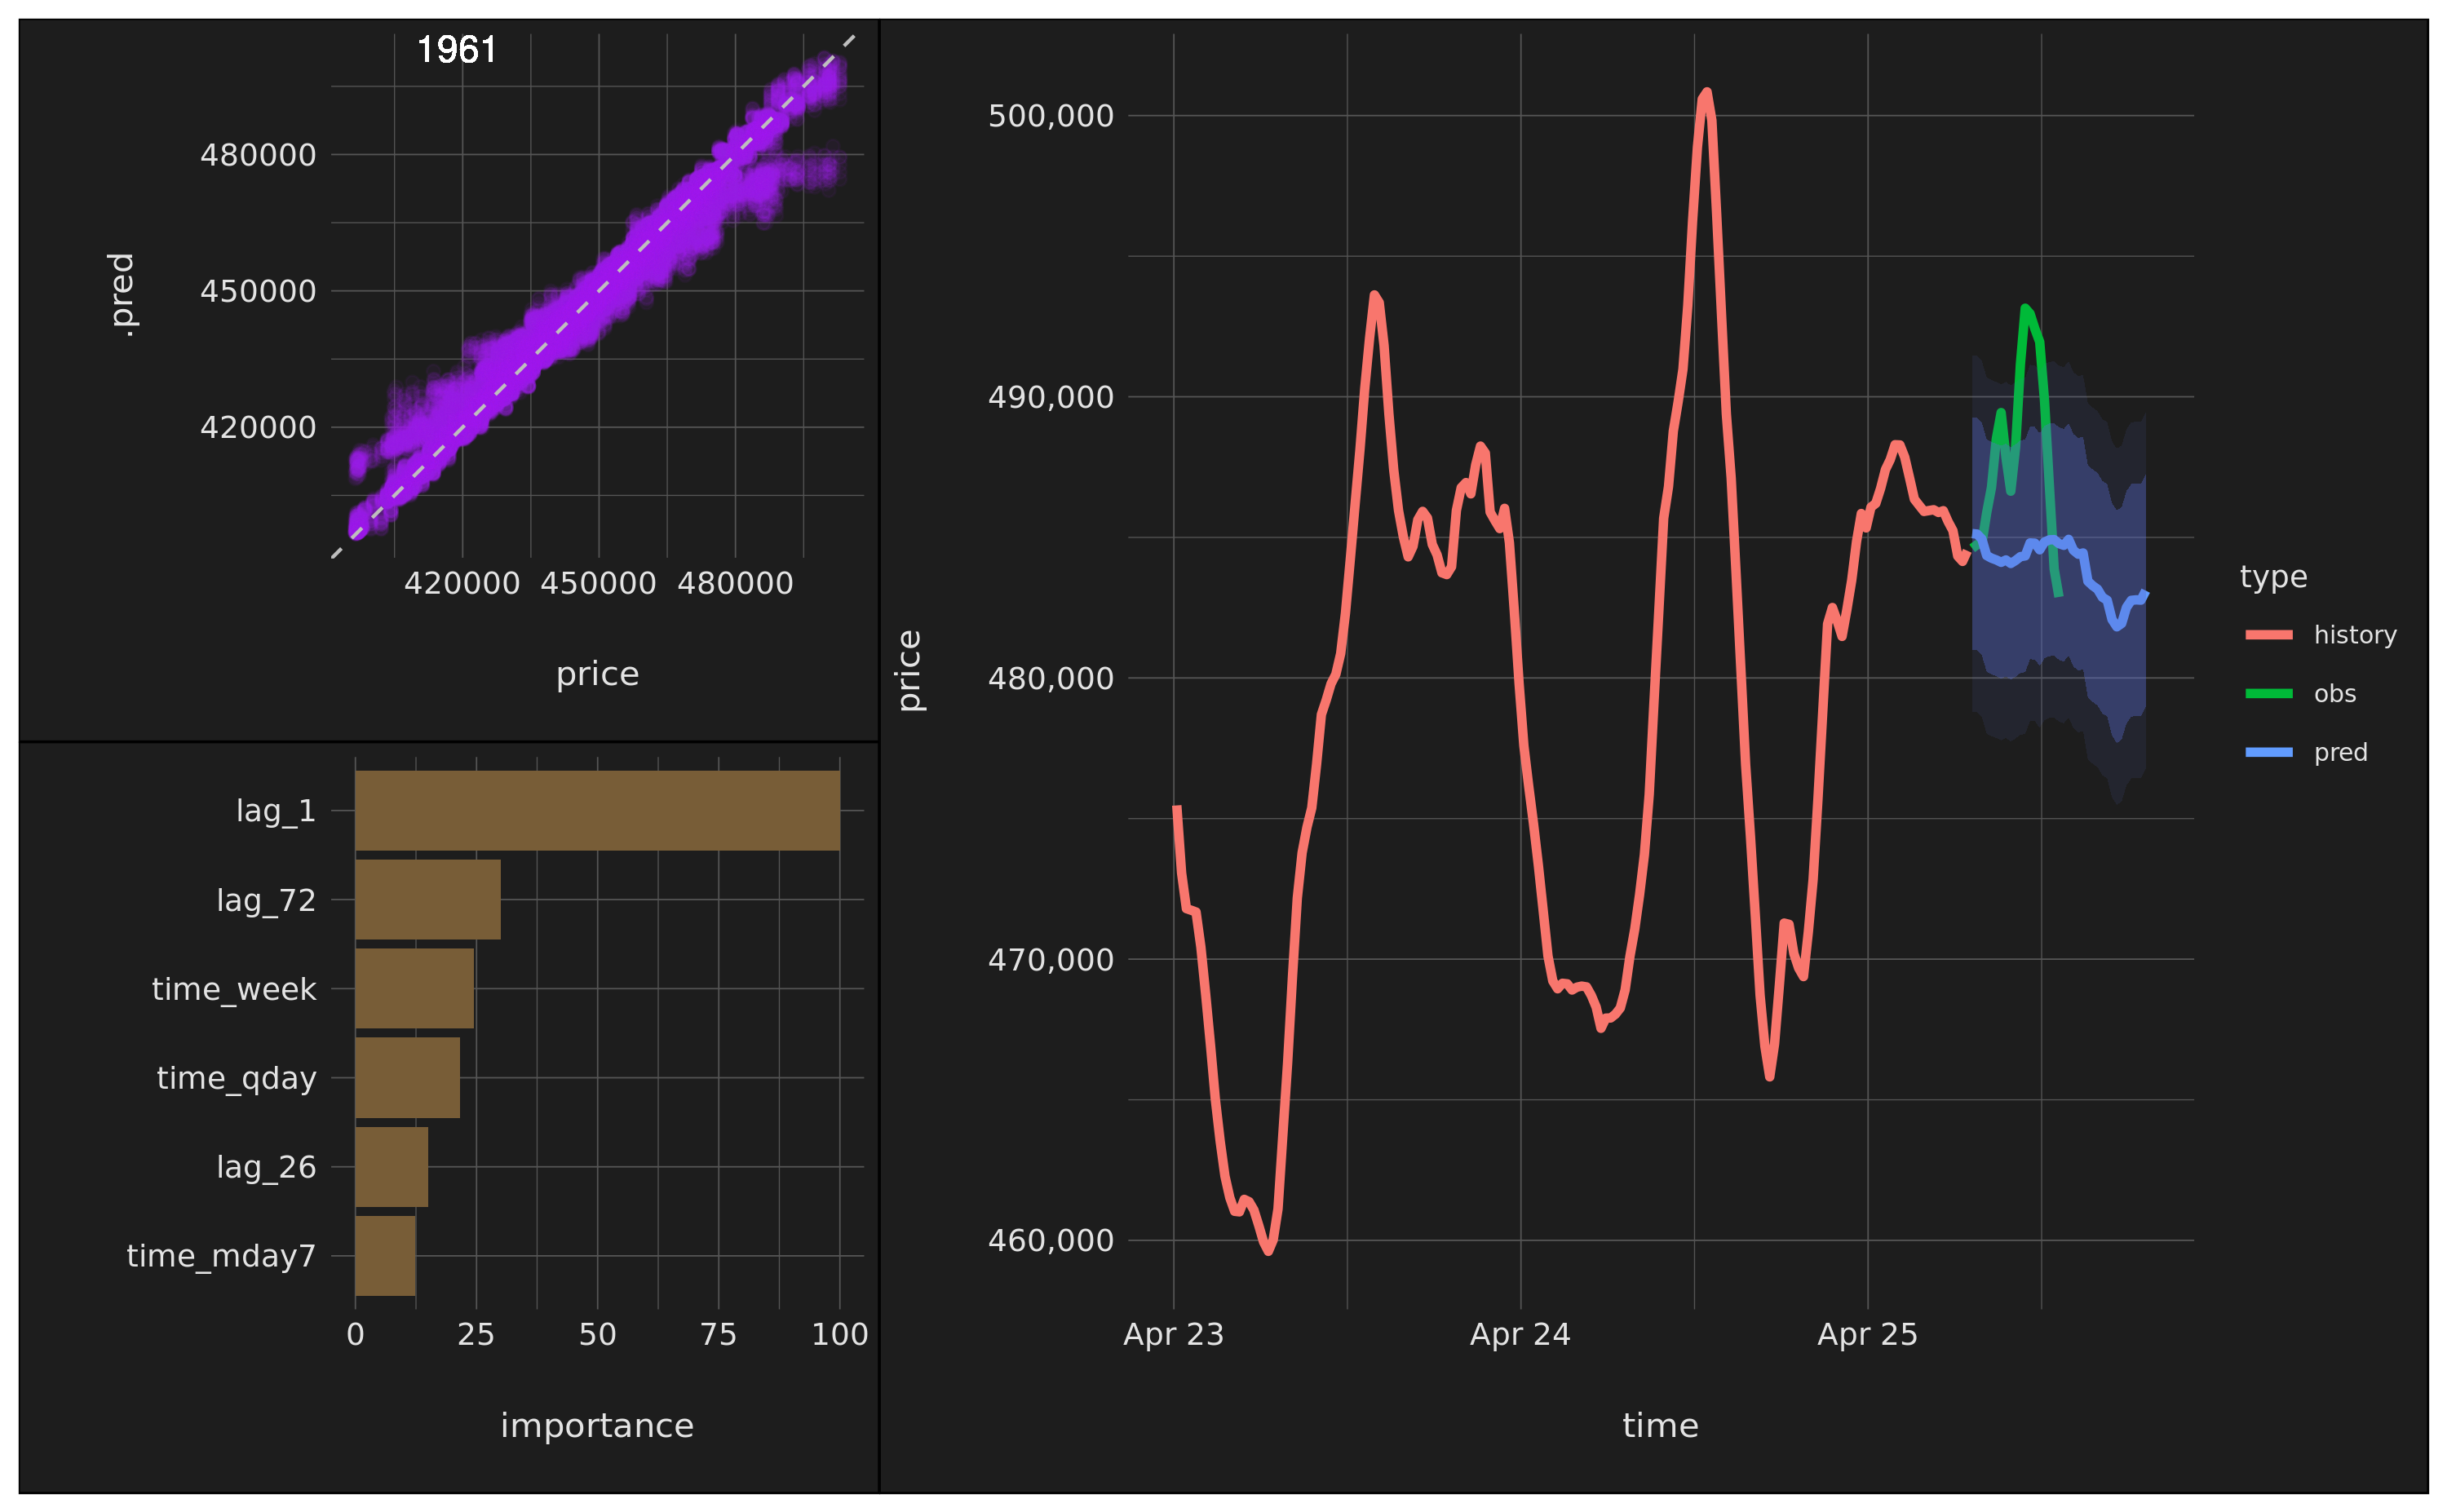 1961
.pred
480000
450000
420000
420000 450000 480000
price
lag_1
lag_72
time_week
time_qday
lag_26
time_mday7
0 25 50 75 100
importance
price
500,000
490,000
480,000
470,000
460,000
Apr 23 Apr 24 Apr 25
time
type
history
obs
pred